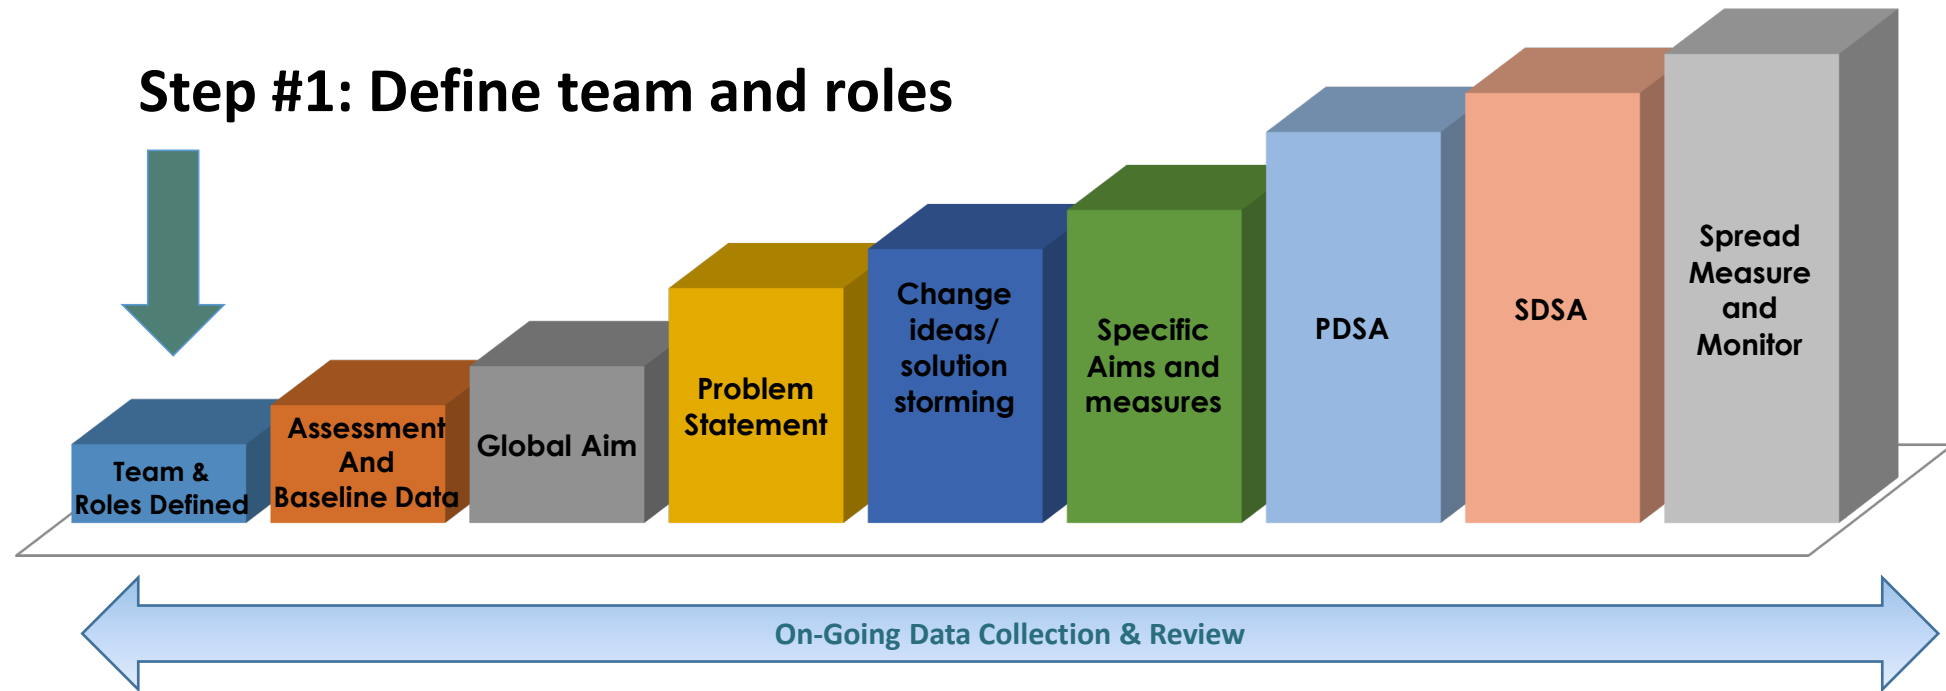 Step #1: Define team and roles
Team &
Roles Defined
Assessment
And
Baseline Data
Global Aim
Problem
Statement
Change
ideas/
solution
storming
Specific
Aims and
measures
PDSA
SDSA
Spread
Measure
and
Monitor
On-Going Data Collection & Review